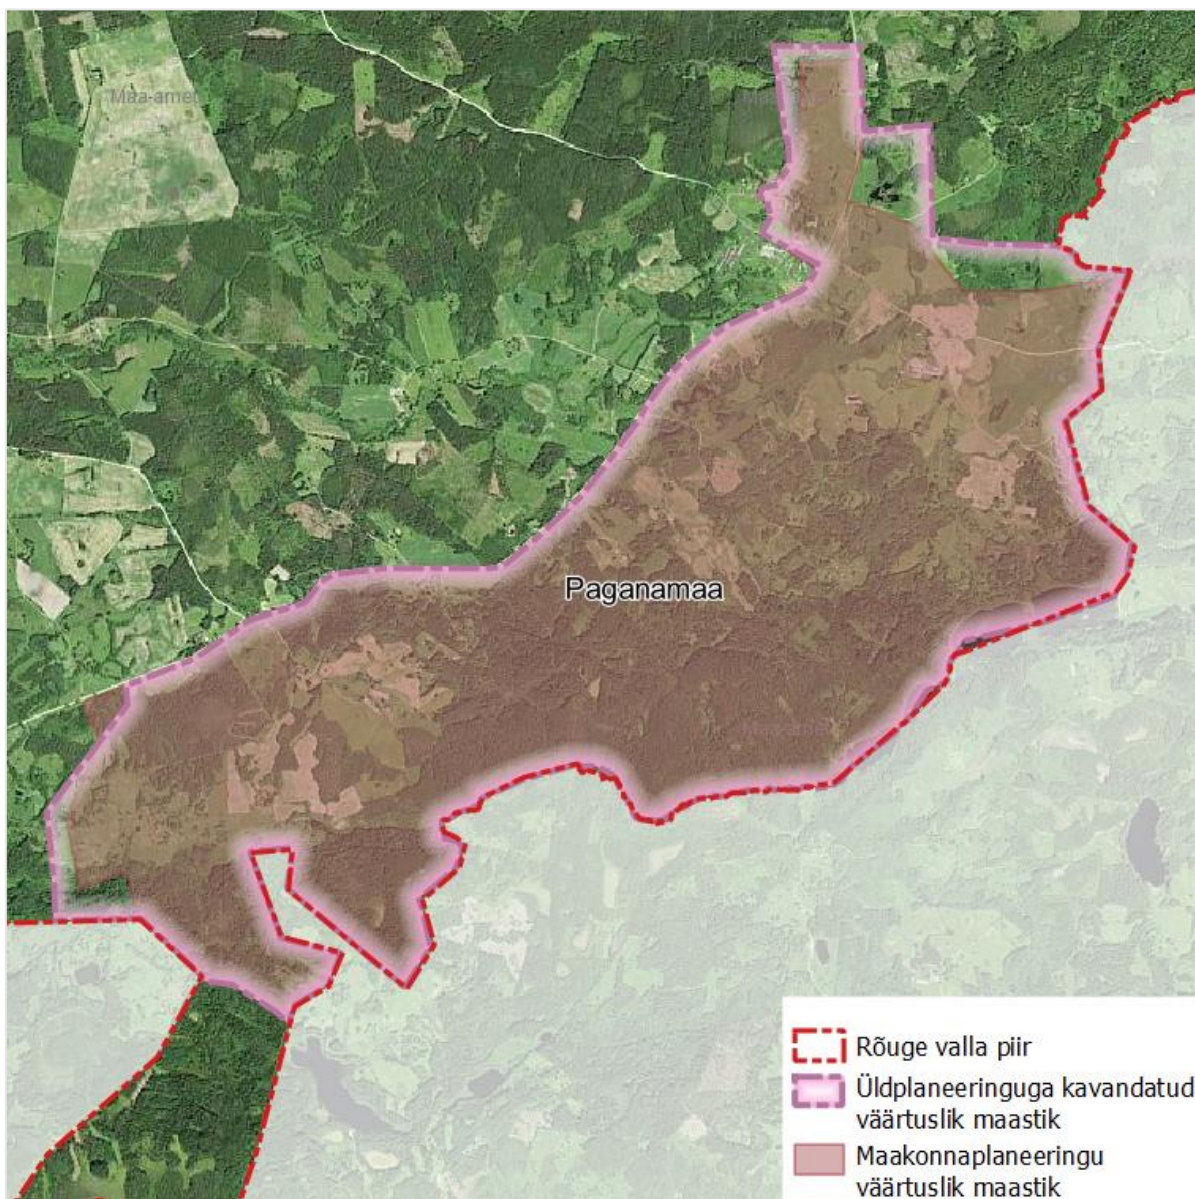 Maa-amet
Paganamaa
Rõuge valla piir
Üldplaneeringuga kavandatud
väärtuslik maastik
Maakonnaplaneeringu
väärtuslik maastik